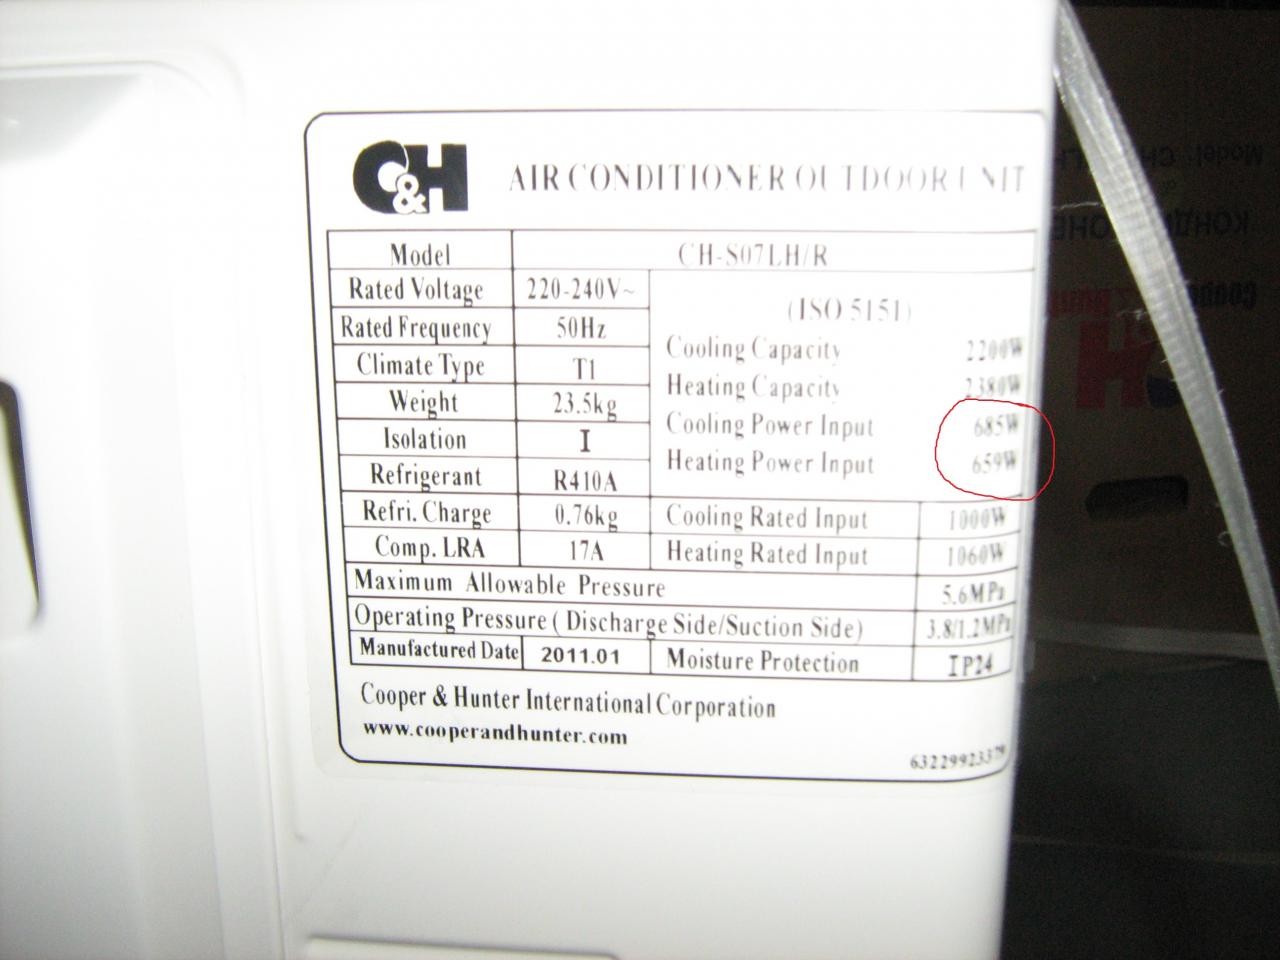 C&H AIR CONDITIONER OUTDOOR UNIT
Model CH-S07LH/R
Rated Voltage 220-240V~
(ISO 5151)
Rated Frequency 50Hz
Cooling Capacity 2200W
Climate Type T1
Heating Capacity 2380W
Weight 23.5kg
Cooling Power Input 685W
Isolation I
Heating Power Input 659W
Refrigerant R410A
Refri. Charge 0.76kg Cooling Rated Input 1000W
Comp. LRA 17A Heating Rated Input 1060W
Maximum Allowable Pressure 5.6MPa
Operating Pressure ( Discharge Side/Suction Side) 3.8/1.2MPa
Manufactured Date 2011.01 Moisture Protection IP24
Cooper & Hunter International Corporation
www.cooperandhunter.com
Model:
Cooper